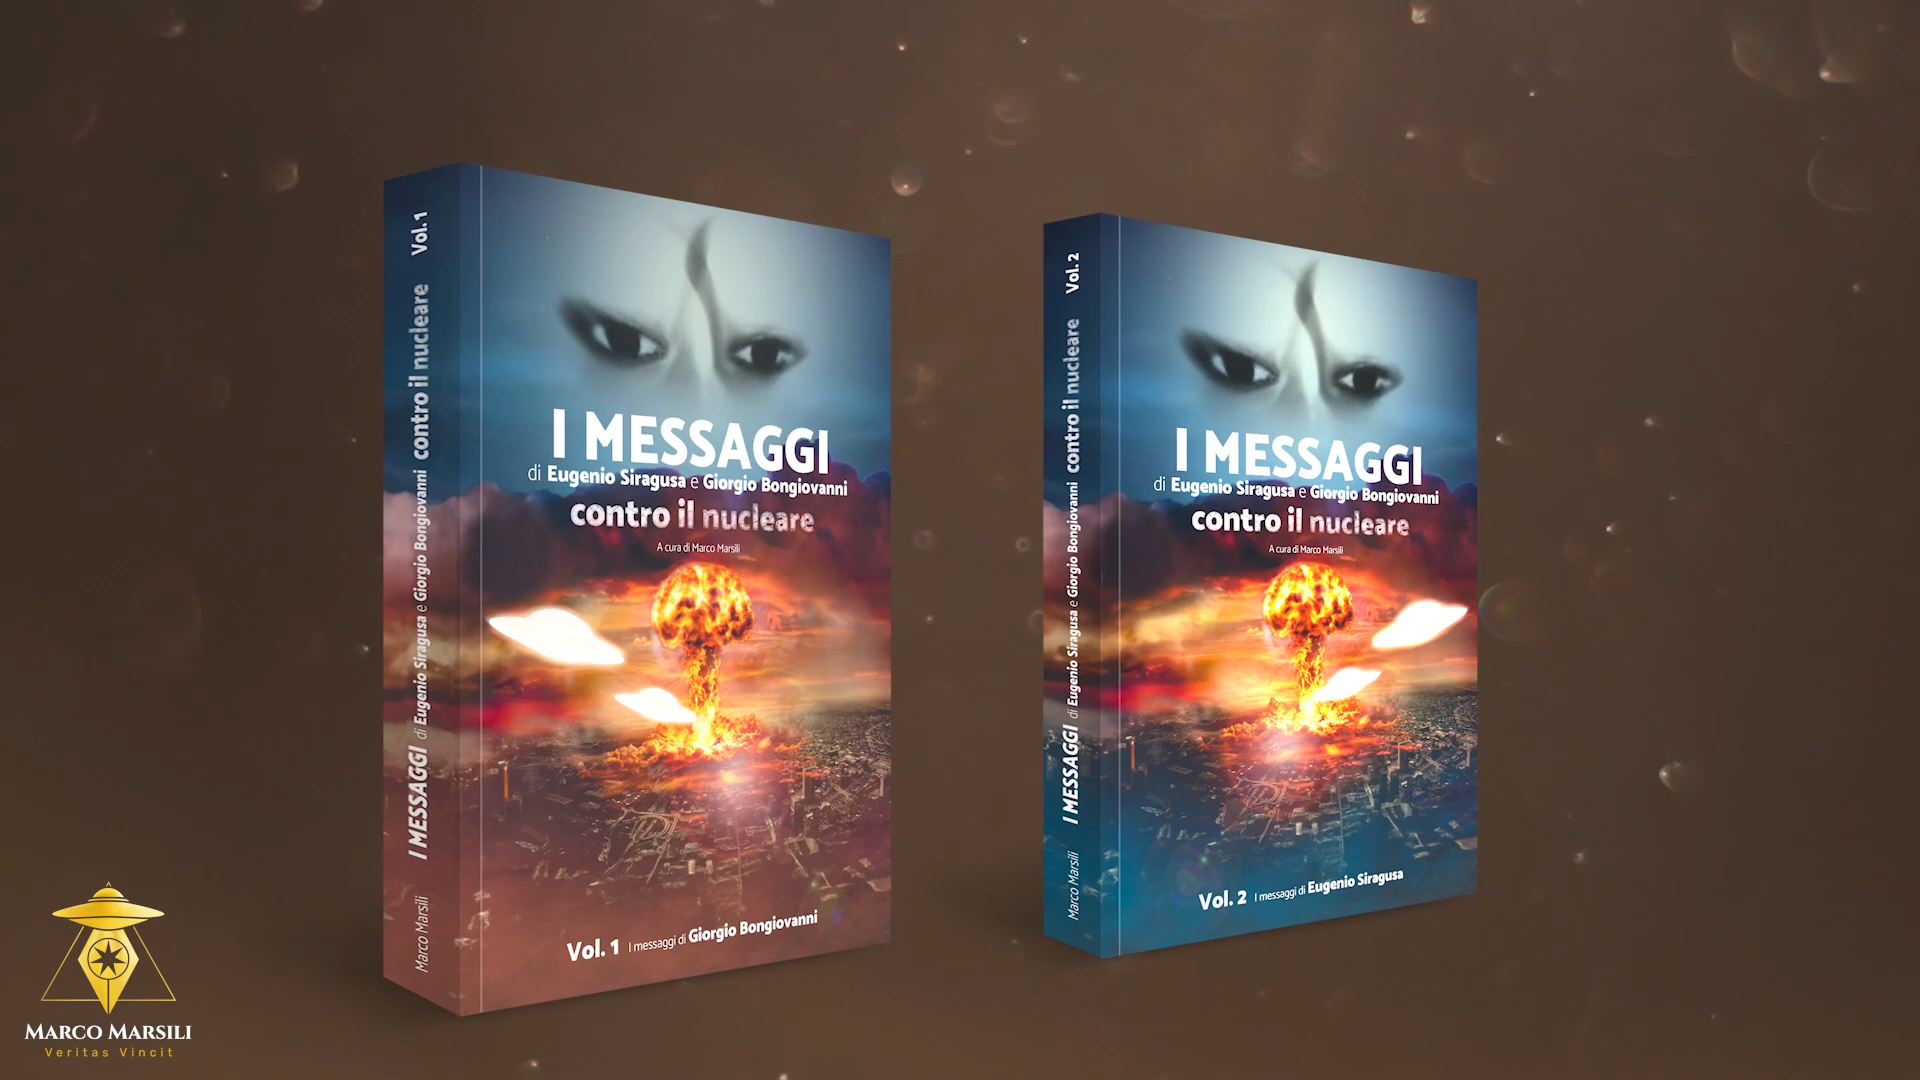 I MESSAGGI di Eugenio Siragusa e Giorgio Bongiovanni contro il nucleare Vol. 1
Marco Marsili
I MESSAGGI
di Eugenio Siragusa e Giorgio Bongiovanni
contro il nucleare
A cura di Marco Marsili
Vol. 1 I messaggi di Giorgio Bongiovanni
I MESSAGGI di Eugenio Siragusa e Giorgio Bongiovanni contro il nucleare Vol. 2
Marco Marsili
I MESSAGGI
di Eugenio Siragusa e Giorgio Bongiovanni
contro il nucleare
A cura di Marco Marsili
Vol. 2 I messaggi di Eugenio Siragusa
MARCO MARSILI
Veritas Vincit